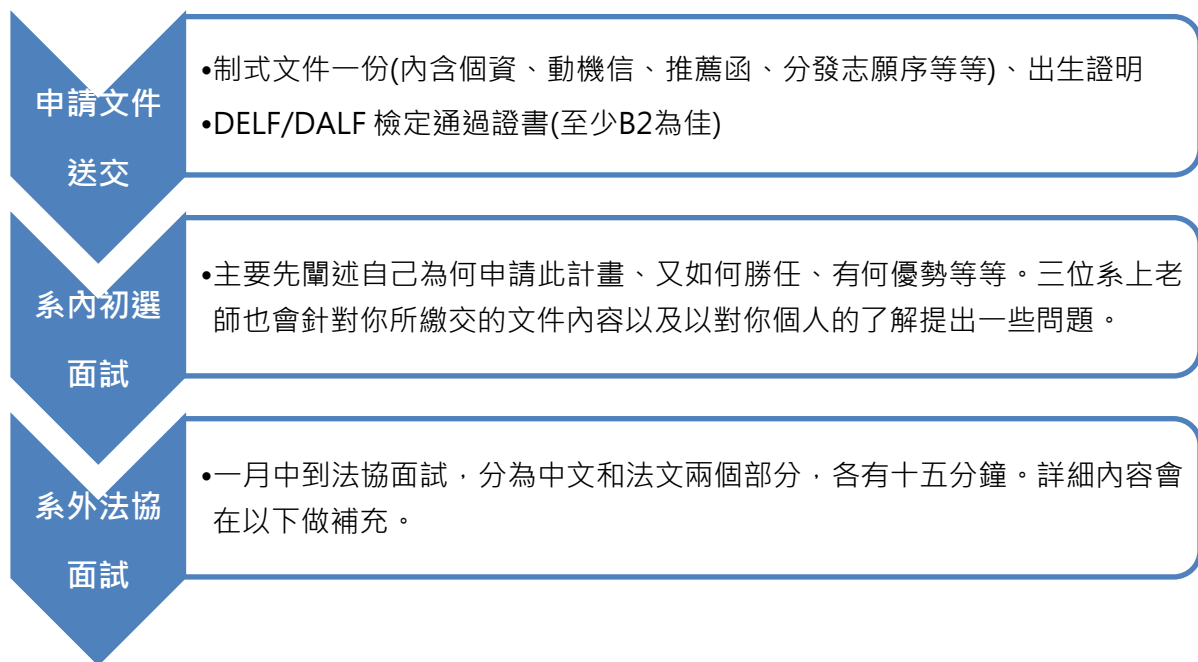 申請文件
送交
•制式文件一份(內含個資、動機信、推薦函、分發志願序等等)、出生證明
•DELF/DALF 檢定通過證書(至少B2為佳)
系內初選
面試
•主要先闡述自己為何申請此計畫、又如何勝任、有何優勢等等。三位系上老
師也會針對你所繳交的文件內容以及以對你個人的了解提出一些問題。
系外法協
面試
•一月中到法協面試，分為中文和法文兩個部分，各有十五分鐘。詳細內容會
在以下做補充。